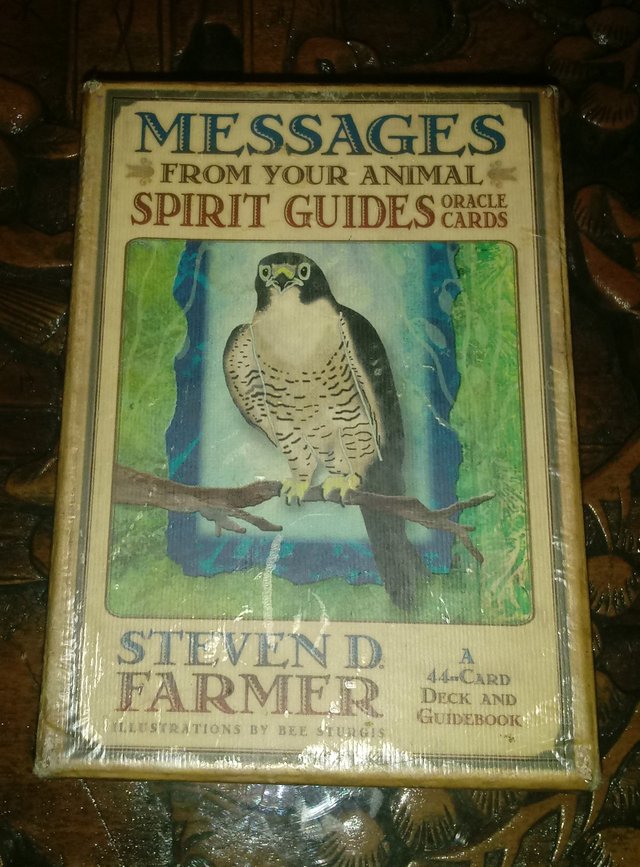 MESSAGES
FROM YOUR ANIMAL
SPIRIT GUIDES ORACLE CARDS
STEVEN D.
FARMER
ILLUSTRATIONS BY BEE STURGIS
A
44-CARD
DECK AND
GUIDEBOOK